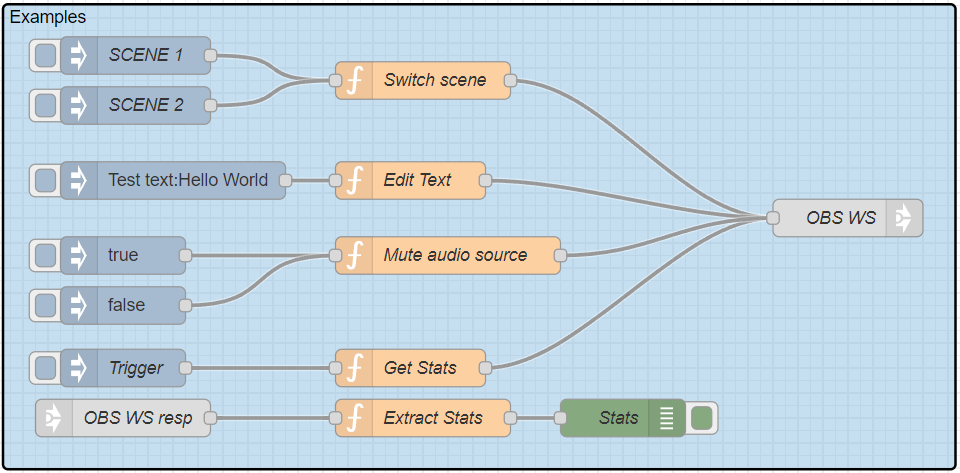 Examples
SCENE 1
SCENE 2
Switch scene
Test text:Hello World
Edit Text
OBS WS
true
false
Mute audio source
Trigger
Get Stats
OBS WS resp
Extract Stats
Stats